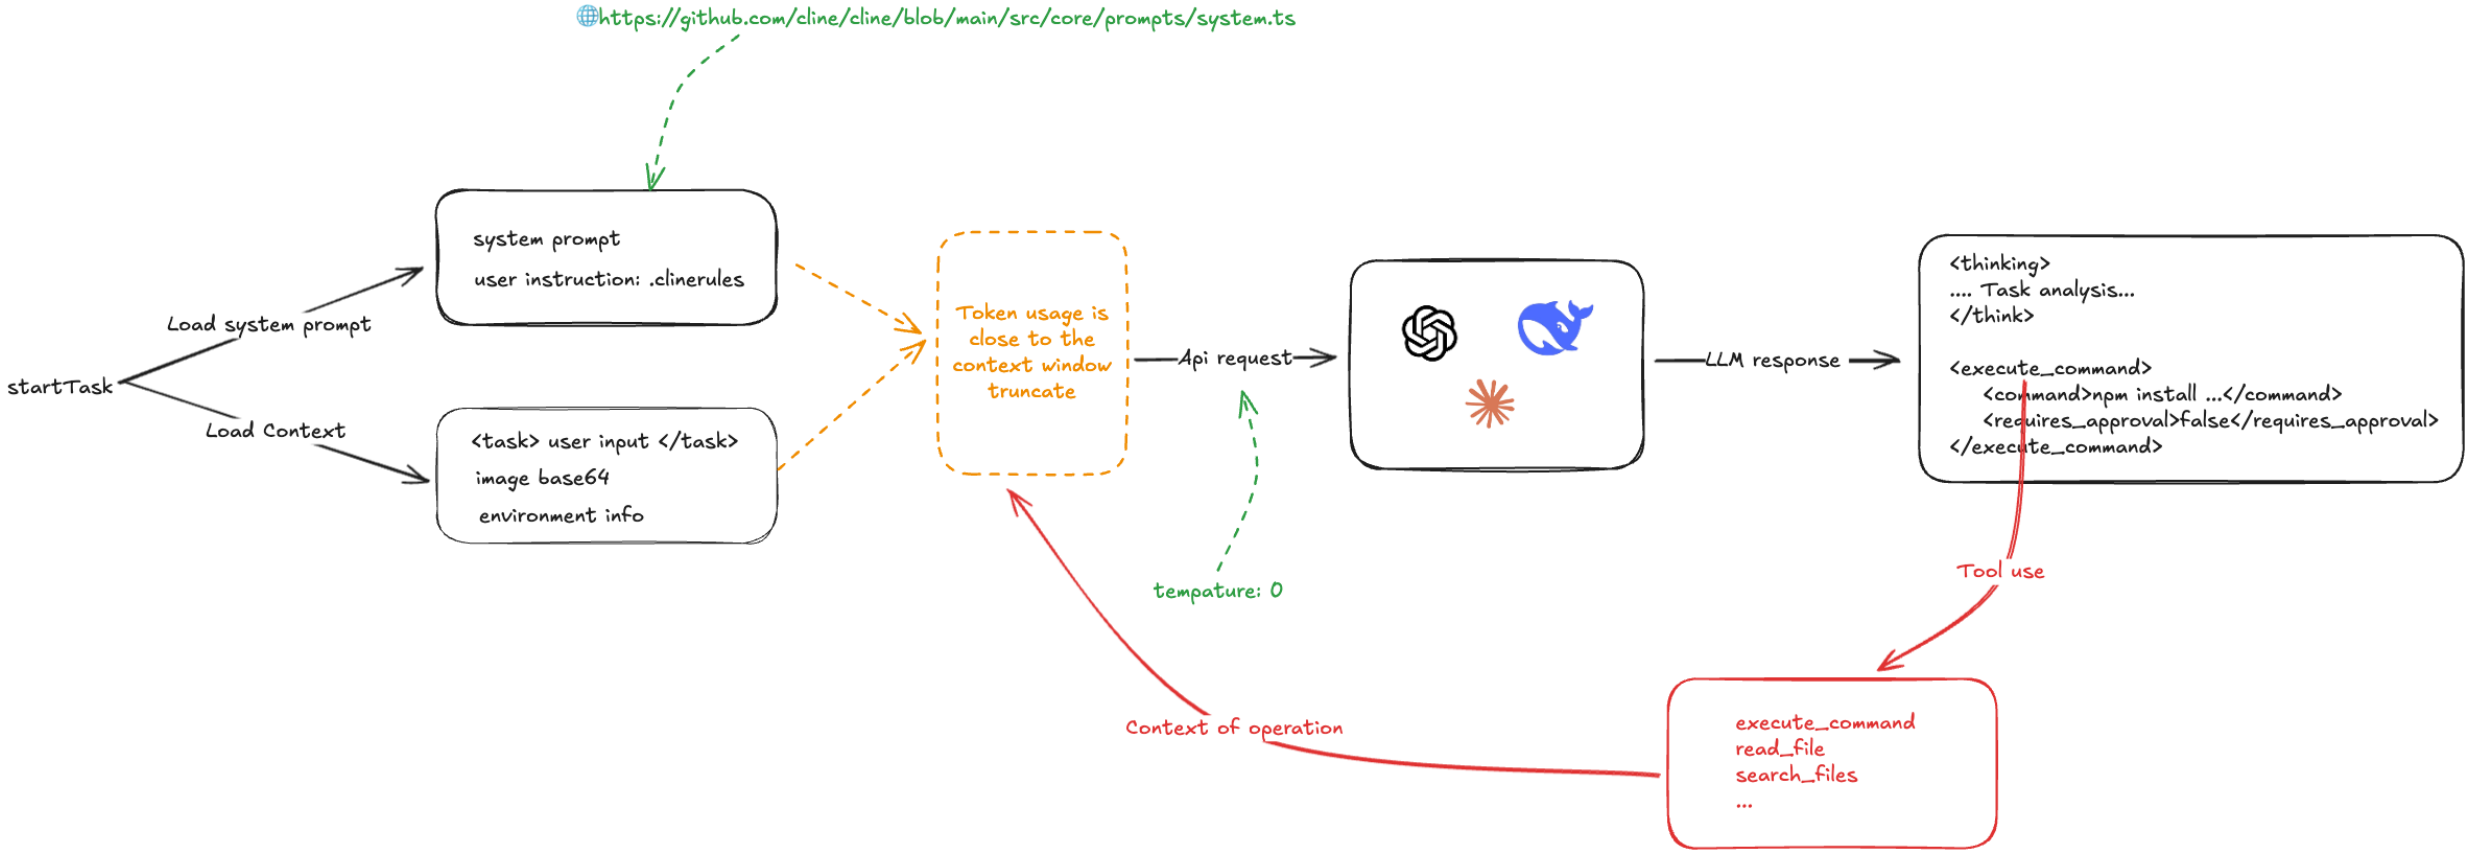 https://github.com/cline/cline/blob/main/src/core/prompts/system.ts
startTask
Load system prompt
system prompt
user instruction: .clinerules
Load Context
<task> user input </task>
image base64
environment info
Token usage is
close to the
context window
truncate
Api request
tempature: 0
LLM response
<thinking>
.... Task analysis...
</think>
<execute_command>
<command>npm install ...</command>
<requires_approval>false</requires_approval>
</execute_command>
Tool use
execute_command
read_file
search_files
...
Context of operation